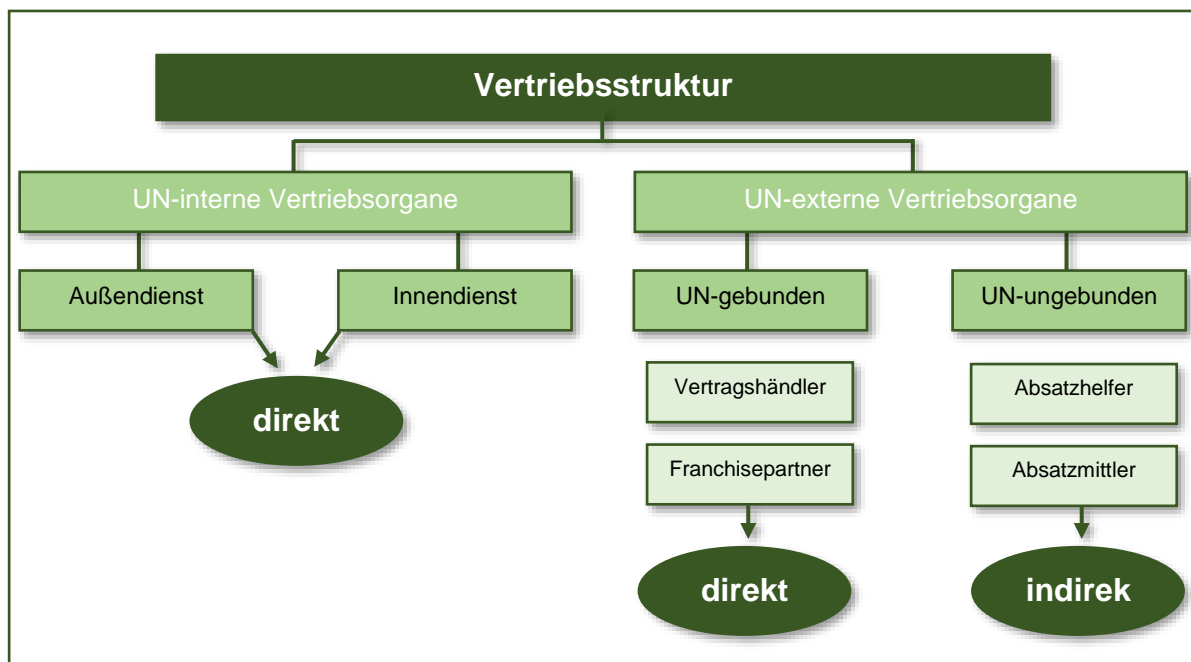 Vertriebsstruktur
UN-interne Vertriebsorgane
UN-externe Vertriebsorgane
Außendienst
Innendienst
UN-gebunden
UN-ungebunden
Vertragshändler
Absatzhelfer
direkt
Franchisepartner
Absatzmittler
direkt
indirek